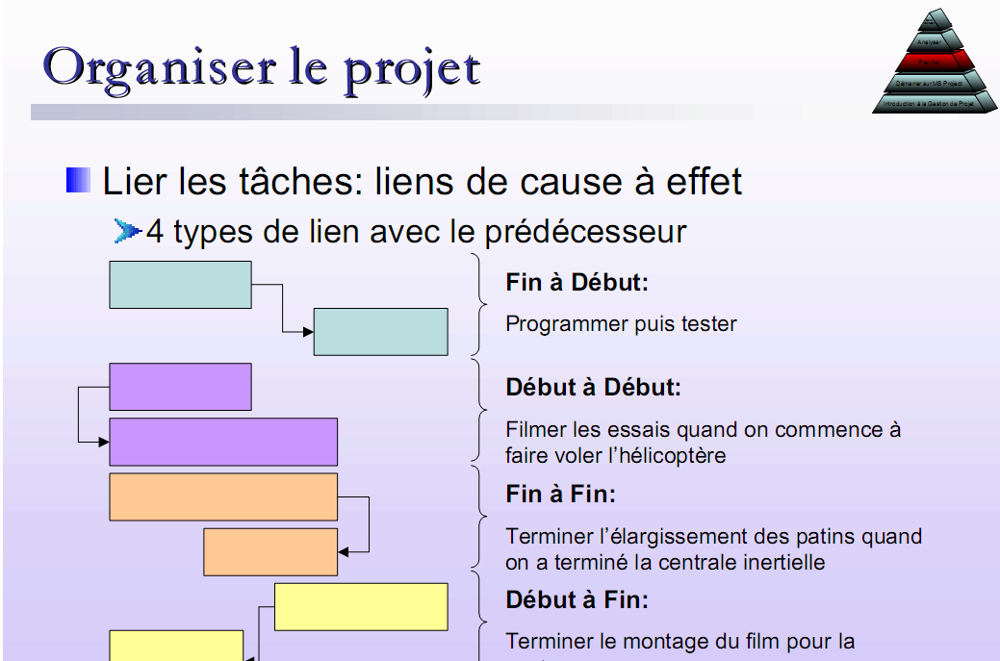 Organiser le projet
Analyser
Démarrer sur MS Project
Introduction à la Gestion de Projet
Lier les tâches: liens de cause à effet
4 types de lien avec le prédécesseur
Fin à Début:
Programmer puis tester
Début à Début:
Filmer les essais quand on commence à
faire voler l’hélicoptère
Fin à Fin:
Terminer l’élargissement des patins quand
on a terminé la centrale inertielle
Début à Fin:
Terminer le montage du film pour la